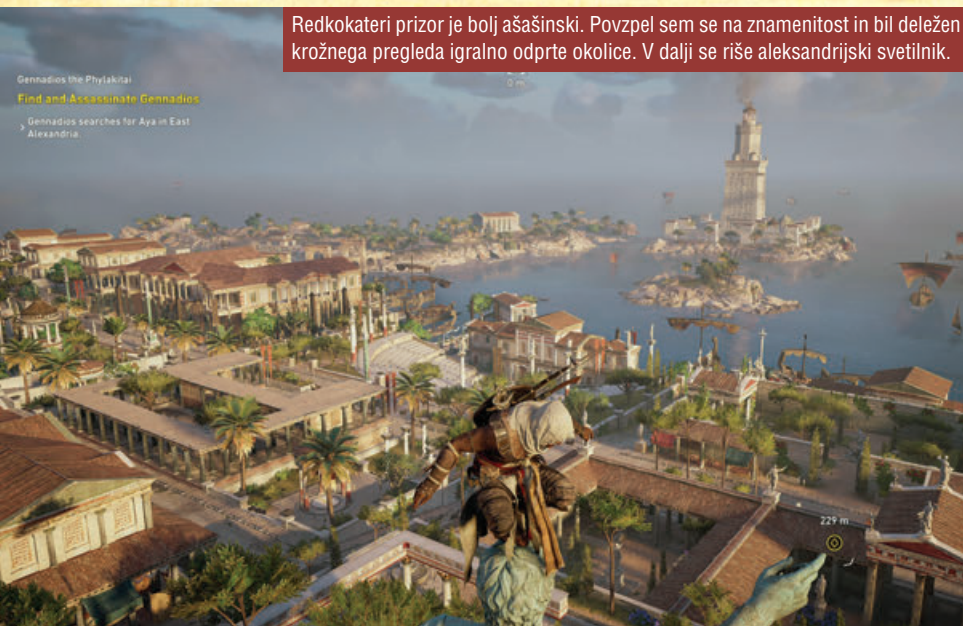 Redkokateri prizor je bolj ašašinski. Povzpel sem se na znamenitost in bil deležen
krožnega pregleda igralno odprte okolice. V dalji se riše aleksandrijski svetilnik.
Gennadios the Phylakitai
Find and Assassinate Gennadios
> Gennadios searches for Aya in East
Alexandria.
0 m
229 m